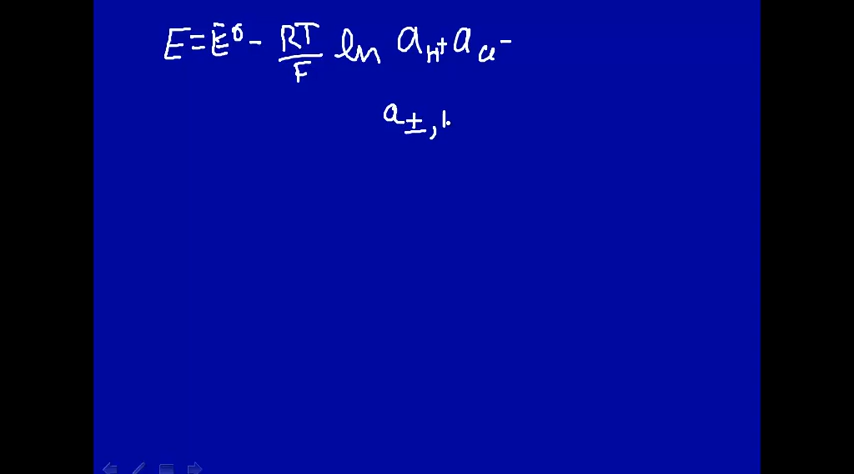 E = E⁰ - RT/F ln a_H+ a_Cl-
a_±,